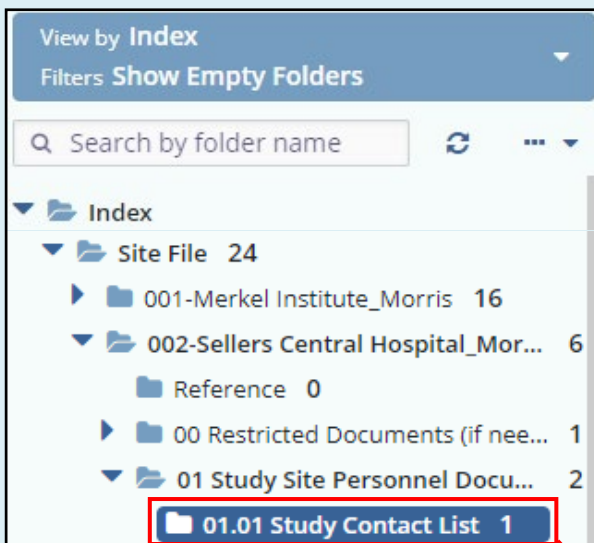 View by Index
Filters Show Empty Folders
Search by folder name
Index
Site File 24
001-Merkel Institute_Morris 16
002-Sellers Central Hospital_Mor... 6
Reference 0
00 Restricted Documents (if nee... 1
01 Study Site Personnel Docu... 2
01.01 Study Contact List 1